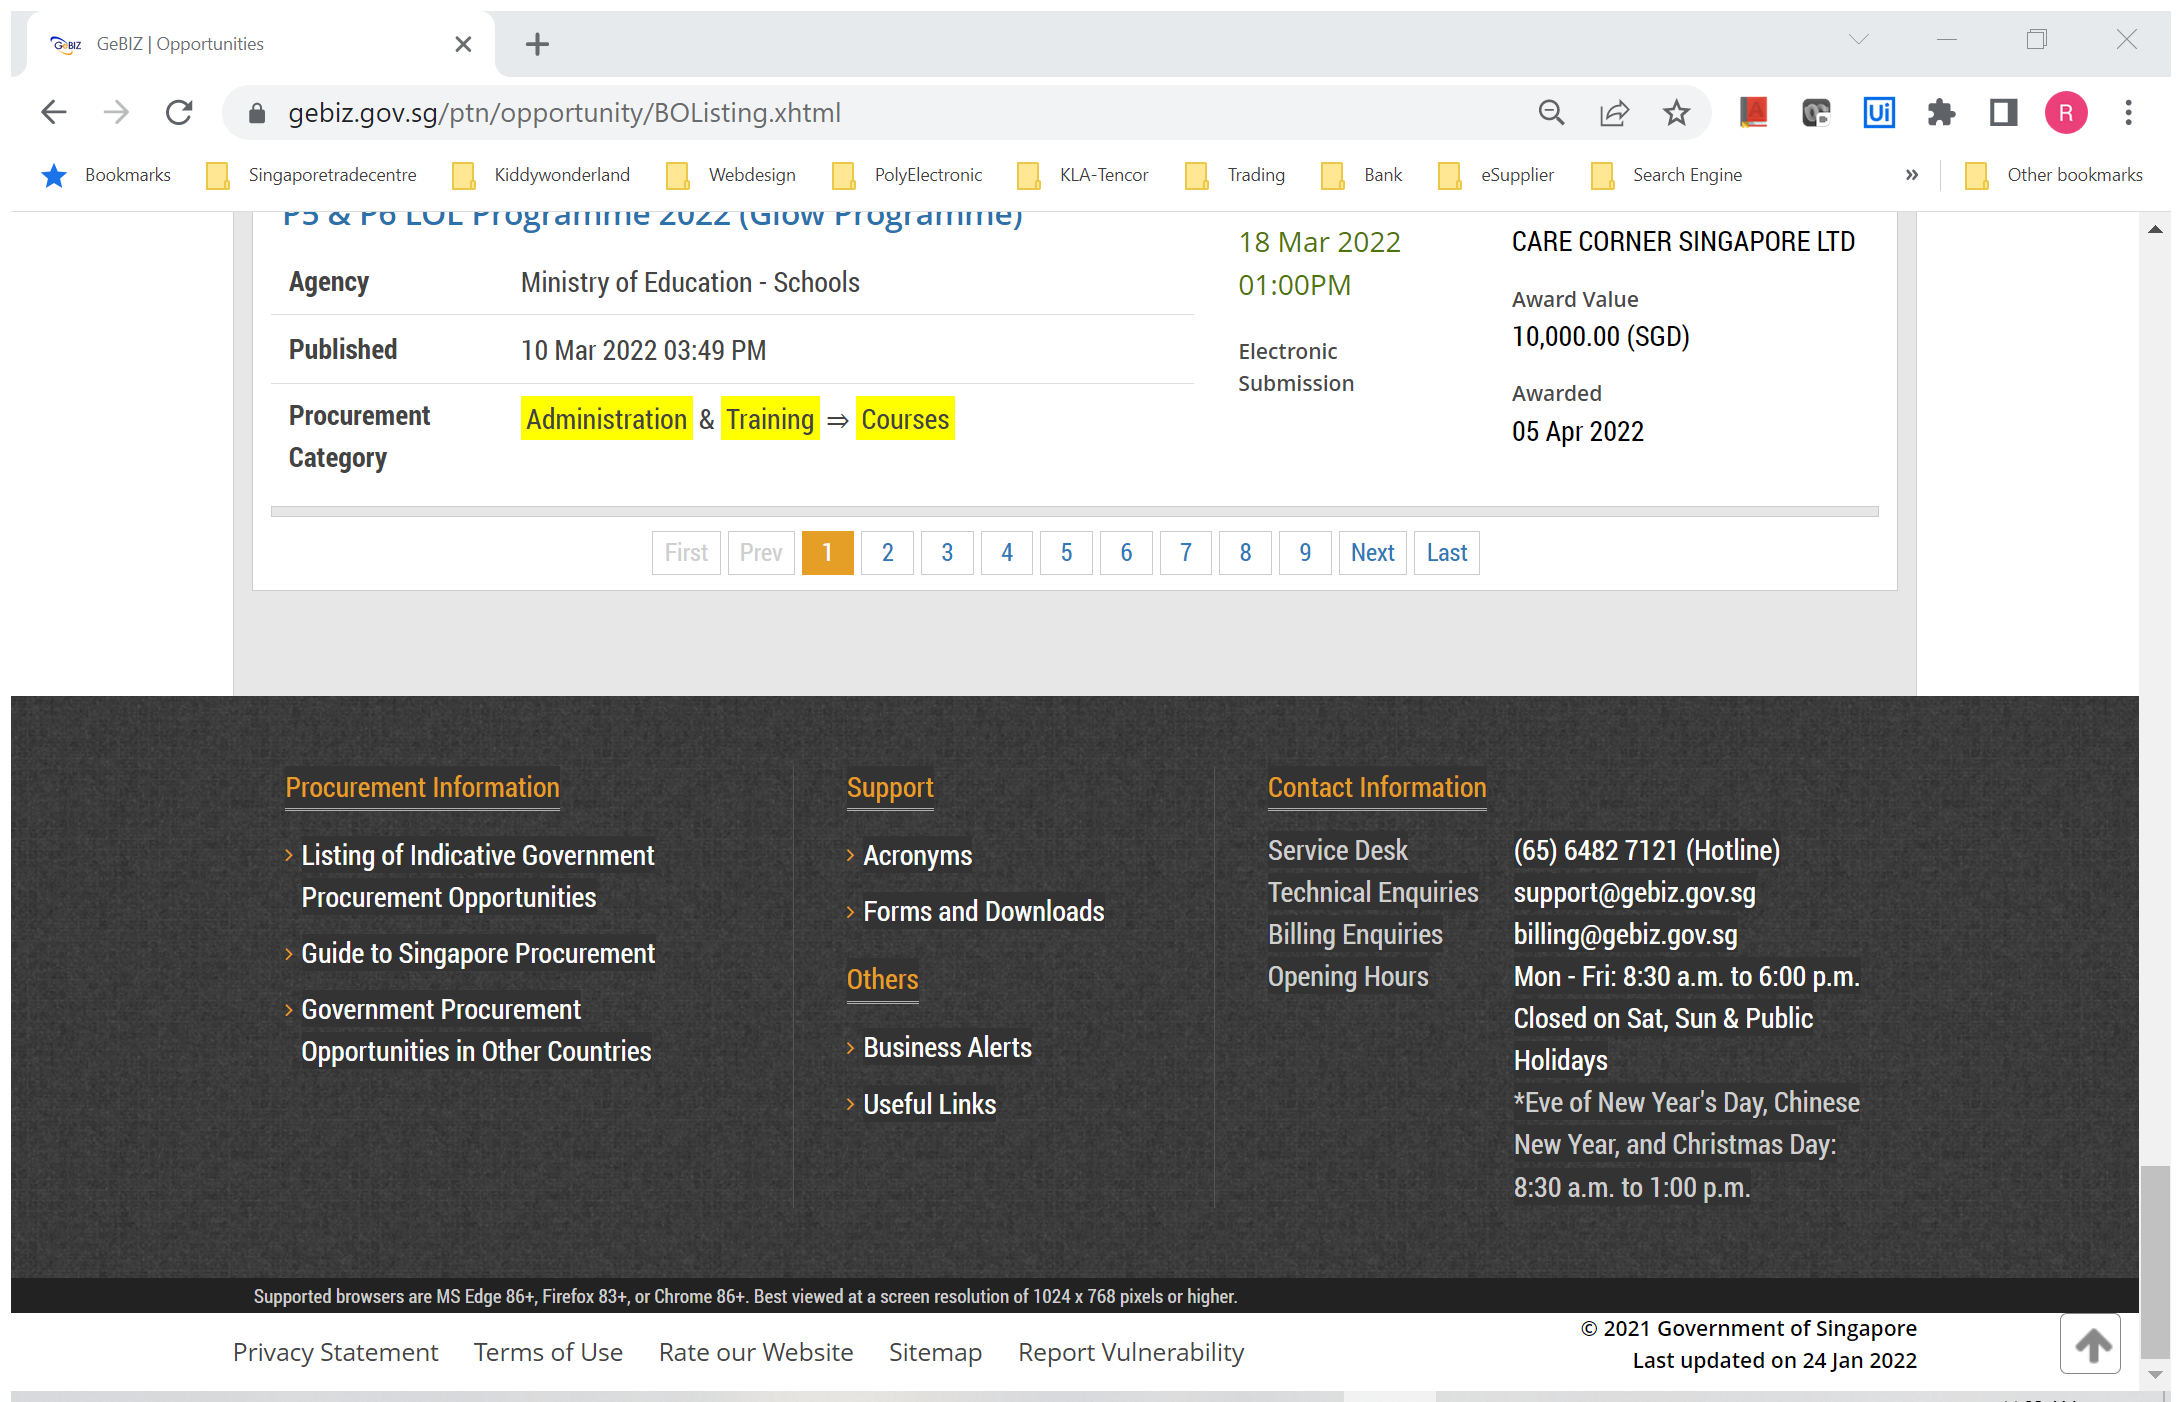 GeBIZ | Opportunities
gebiz.gov.sg/ptn/opportunity/BOListing.xhtml
Ui
R
Bookmarks Singaporetradecentre Kiddywonderland Webdesign PolyElectronic KLA-Tencor Trading Bank eSupplier Search Engine » Other bookmarks
P5 & P6 LOL Programme 2022 (Glow Programme)
Agency Ministry of Education - Schools
Published 10 Mar 2022 03:49 PM
Procurement Category Administration & Training ⇒ Courses
18 Mar 2022
01:00PM
Electronic
Submission
CARE CORNER SINGAPORE LTD
Award Value
10,000.00 (SGD)
Awarded
05 Apr 2022
First Prev 1 2 3 4 5 6 7 8 9 Next Last
Procurement Information
Listing of Indicative Government
Procurement Opportunities
Guide to Singapore Procurement
Government Procurement
Opportunities in Other Countries
Support
Acronyms
Forms and Downloads
Others
Business Alerts
Useful Links
Contact Information
Service Desk (65) 6482 7121 (Hotline)
Technical Enquiries support@gebiz.gov.sg
Billing Enquiries billing@gebiz.gov.sg
Opening Hours Mon - Fri: 8:30 a.m. to 6:00 p.m.
Closed on Sat, Sun & Public
Holidays
*Eve of New Year's Day, Chinese
New Year, and Christmas Day:
8:30 a.m. to 1:00 p.m.
Supported browsers are MS Edge 86+, Firefox 83+, or Chrome 86+. Best viewed at a screen resolution of 1024 x 768 pixels or higher.
Privacy Statement Terms of Use Rate our Website Sitemap Report Vulnerability
© 2021 Government of Singapore
Last updated on 24 Jan 2022